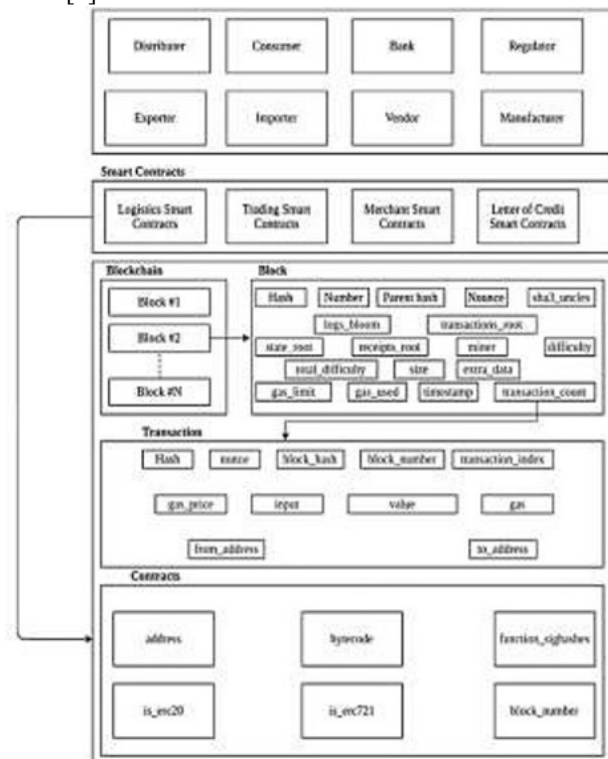 Distributer Consumer Bank Regulator
Exporter Importer Vendor Manufacturer
Smart Contracts
Logistics Smart Contracts
Trading Smart Contracts
Merchant Smart Contracts
Letter of Credit Smart Contracts
Blockchain
Block #1
Block #2
Block #N
Block
Hash Number Parent hash Nounce sha3_uncles
logs_bloom transactions_root
state_root receipts_root miner difficulty
total_difficulty size extra_data
gas_limit gas_used timestamp transaction_count
Transaction
Hash nonce block_hash block_number transaction_index
gas_price input value gas
from_address to_address
Contracts
address bytecode function_sighashes
is_erc20 is_erc721 block_number